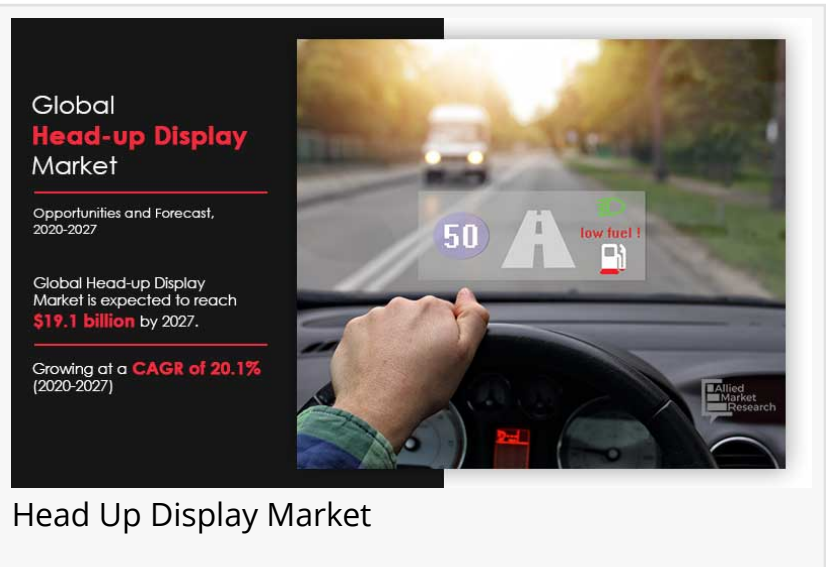 Global
Head-up Display
Market
Opportunities and Forecast,
2020-2027
Global Head-up Display
Market is expected to reach
$19.1 billion by 2027.
Growing at a CAGR of 20.1%
(2020-2027)
50
low fuel !
Allied
Market
Research
Head Up Display Market